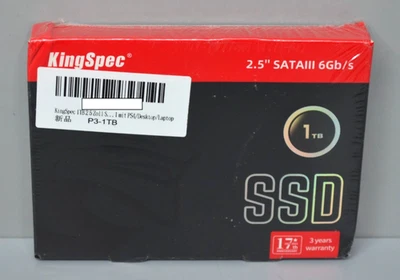 KingSpec®
2.5" SATAIII 6Gb/s
新品 P3-1TB
1TB
SSD
17
3 years
warranty